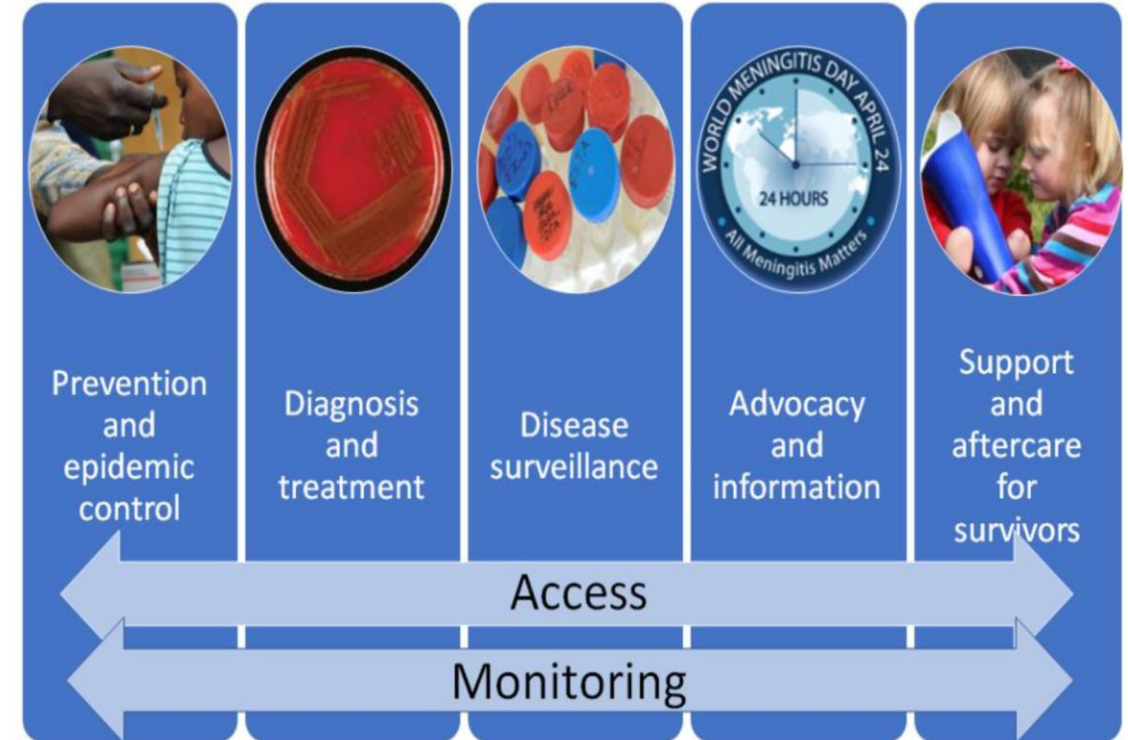 WORLD MENINGITIS DAY APRIL 24
24 HOURS
All Meningitis Matters
Prevention
and
epidemic
control
Diagnosis
and
treatment
Disease
surveillance
Advocacy
and
information
Support
and
aftercare
for
survivors
Access
Monitoring